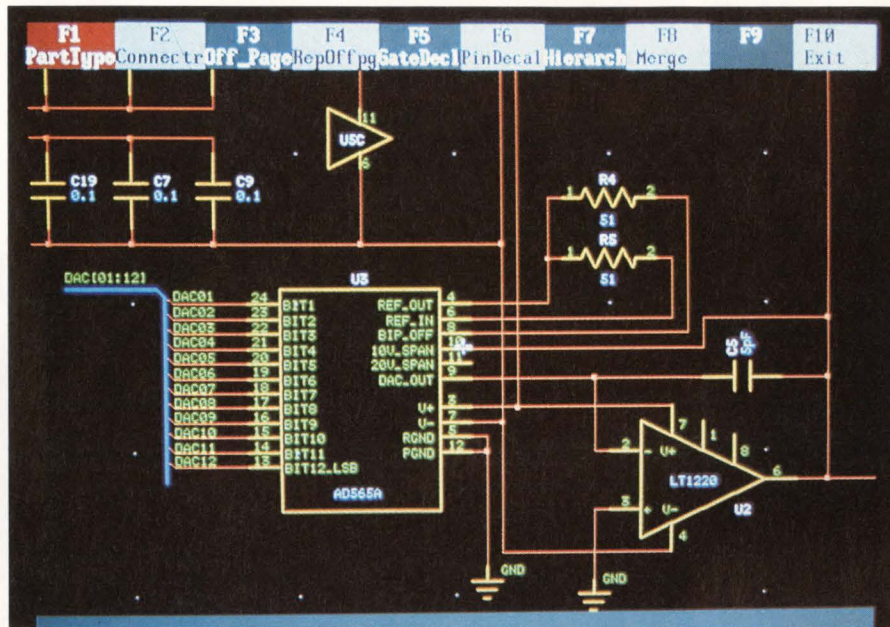 F1 F2 F3 F4 F5 F6 F7 F8 F9 F10
PartType Connectr Off_Page RepOffpg GateDecl PinDecal Hierarch Merge Exit
11
U5C
6
C19 C7 C9
0.1 0.1 0.1
R4
1 2
51
R5
1 2
51
DAC[01:12]
U3
DAC01 24 BIT1 REF_OUT 4
DAC02 23 BIT2 REF_IN 6
DAC03 22 BIT3 BIP_OFF 8
DAC04 21 BIT4 10V_SPAN 10
DAC05 20 BIT5 20V_SPAN 11
DAC06 19 BIT6 DAC_OUT 9
DAC07 18 BIT7
DAC08 17 BIT8 V+ 3
DAC09 16 BIT9 V- 7
DAC10 15 BIT10 RGND 5
DAC11 14 BIT11 PGND 12
DAC12 13 BIT12_LSB
AD565A
C5
5pF
7 1 8
2 - V+
LT1220 6
3 + V- U2
4
GND
GND